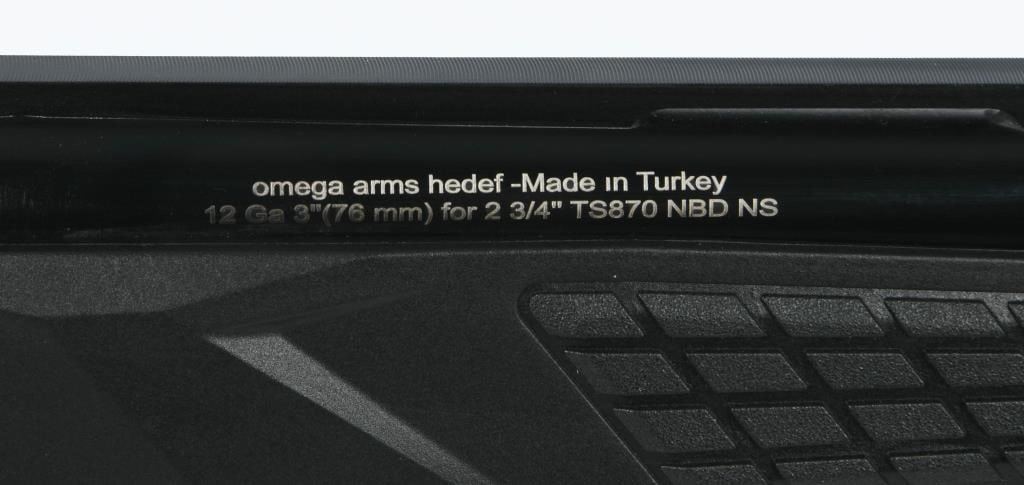 omega arms hedef -Made ın Turkey
12 Ga 3"(76 mm) for 2 3/4" TS870 NBD NS